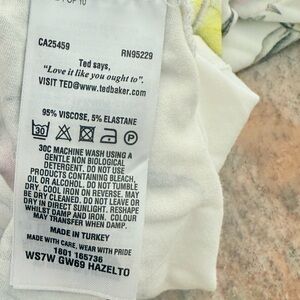 OF 10
CA25459 RN95229
Ted says,
"Love it like you ought to".
VISIT TED@www.tedbaker.com
95% VISCOSE, 5% ELASTANE
30 P
30C MACHINE WASH USING A
GENTLE NON BIOLOGICAL
DETERGENT. DO NOT USE
PRODUCTS CONTAINING BLEACH,
OIL OR ALCOHOL. DO NOT TUMBLE
DRY. COOL IRON ON REVERSE. MAY
BE DRY CLEANED. DO NOT LEAVE OR
DRY IN DIRECT SUNLIGHT. RESHAPE
WHILST DAMP AND IRON. COLOUR
MAY TRANSFER WHEN DAMP.
MADE IN TURKEY
MADE WITH CARE, WEAR WITH PRIDE
1601 165736
WS7W GW69 HAZELTO